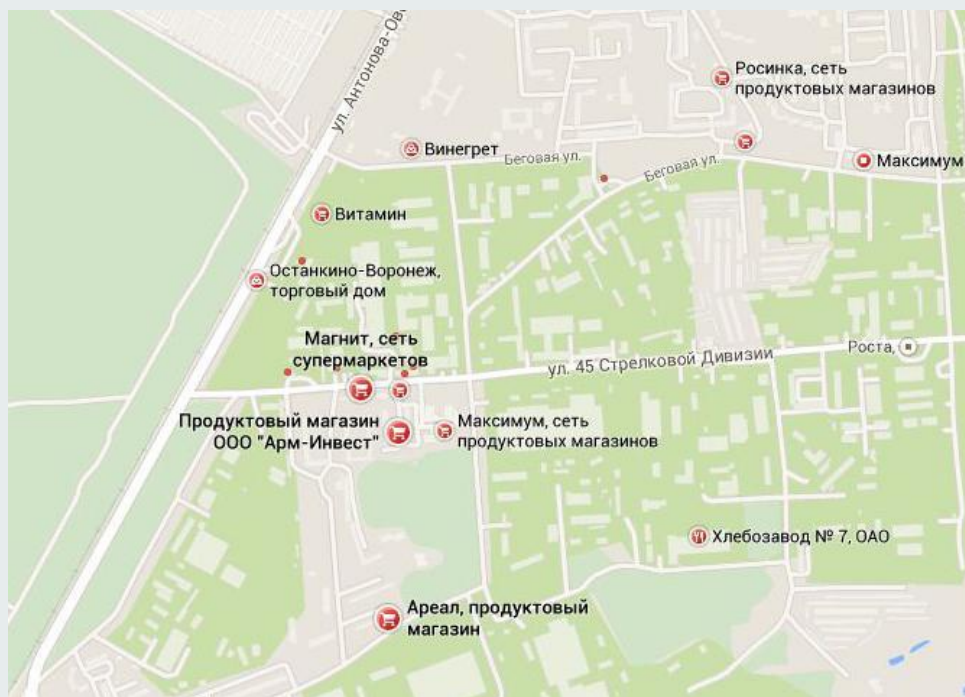 ул. Антонова-Ов
Росинка, сеть
продуктовых магазинов
Винегрет
Беговая ул.
Беговая ул.
Максимум
Витамин
Останкино-Воронеж,
торговый дом
Магнит, сеть
супермаркетов
ул. 45 Стрелковой Дивизии
Роста,
Продуктовый магазин
ООО "Арм-Инвест"
Максимум, сеть
продуктовых магазинов
Хлебозавод № 7, ОАО
Ареал, продуктовый
магазин